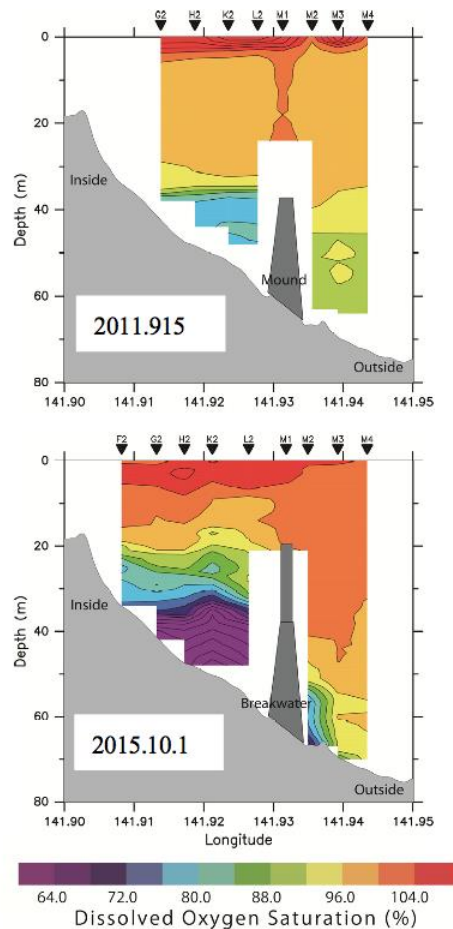 G2 H2 K2 L2 M1 M2 M3 M4
0
20
40
60
80
Depth (m)
Inside
Mound
2011.915
Outside
141.90 141.91 141.92 141.93 141.94 141.95
F2 G2 H2 K2 L2 M1 M2 M3 M4
0
20
40
60
80
Depth (m)
Inside
Breakwater
2015.10.1
Outside
141.90 141.91 141.92 141.93 141.94 141.95
Longitude
64.0 72.0 80.0 88.0 96.0 104.0
Dissolved Oxygen Saturation (%)